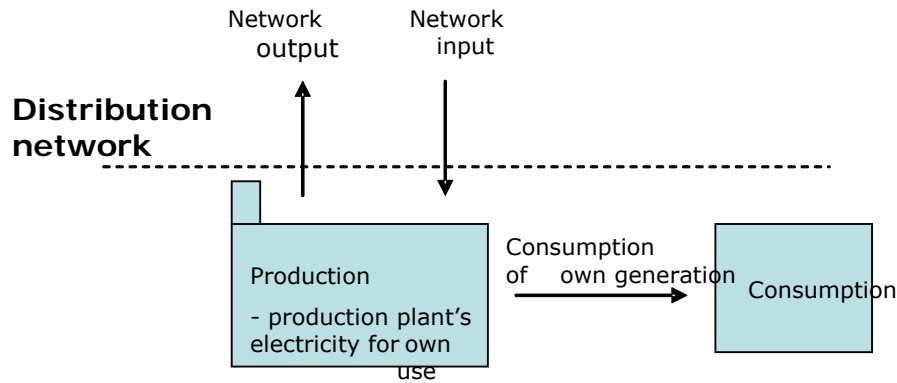 Network
output
Network
input
Distribution
network
Production
- production plant's
electricity for own
use
Consumption
of own generation
Consumption